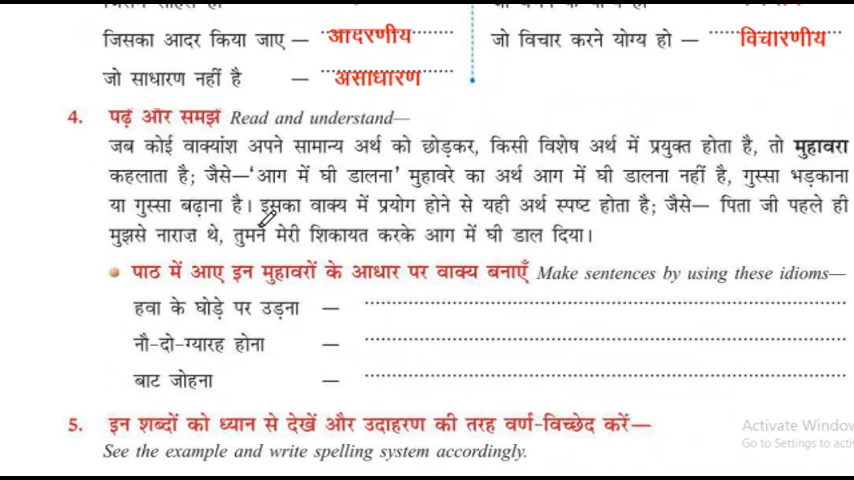 जिसका आदर किया जाए – आदरणीय जो विचार करने योग्य हो – विचारणीय
जो साधारण नहीं है – असाधारण
4. पढ़ें और समझें Read and understand—
जब कोई वाक्यांश अपने सामान्य अर्थ को छोड़कर, किसी विशेष अर्थ में प्रयुक्त होता है, तो मुहावरा
कहलाता है; जैसे—‘आग में घी डालना’ मुहावरे का अर्थ आग में घी डालना नहीं है, गुस्सा भड़काना
या गुस्सा बढ़ाना है। इसका वाक्य में प्रयोग होने से यही अर्थ स्पष्ट होता है; जैसे— पिता जी पहले ही
मुझसे नाराज़ थे, तुमने मेरी शिकायत करके आग में घी डाल दिया।
पाठ में आए इन मुहावरों के आधार पर वाक्य बनाएँ Make sentences by using these idioms—
हवा के घोड़े पर उड़ना –
नौ-दो-ग्यारह होना –
बाट जोहना –
5. इन शब्दों को ध्यान से देखें और उदाहरण की तरह वर्ण-विच्छेद करें—
See the example and write spelling system accordingly.
Activate Window
Go to Settings to acti